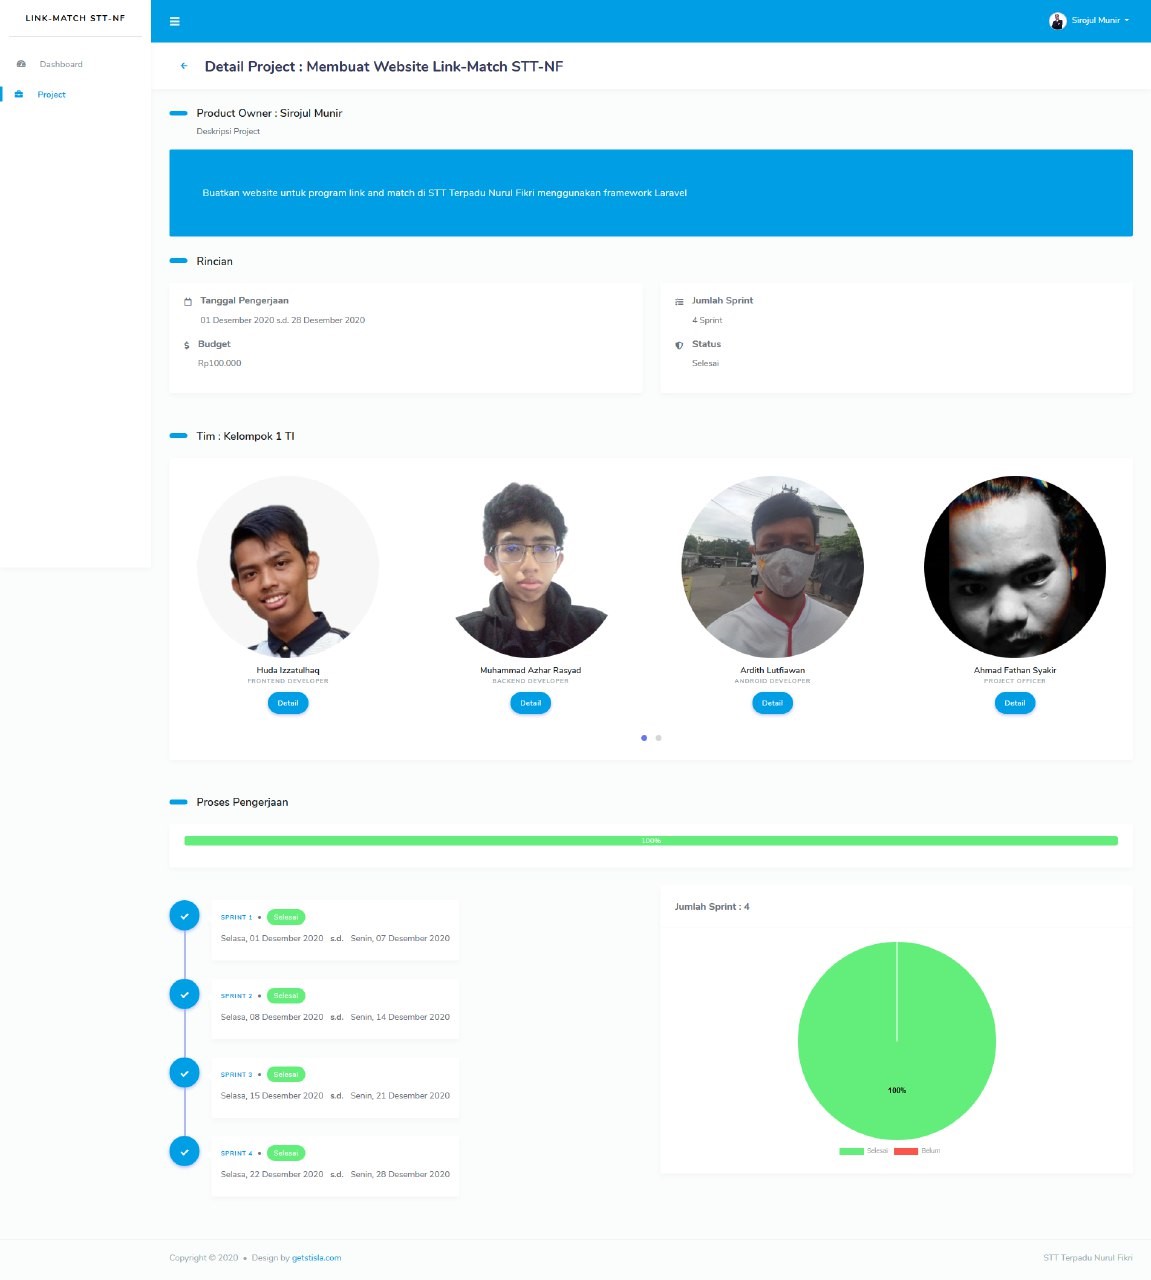 LINK-MATCH STT-NF
Sirojul Munir
Dashboard
Project
Detail Project : Membuat Website Link-Match STT-NF
Product Owner : Sirojul Munir
Deskripsi Project
Buatkan website untuk program link and match di STT Terpadu Nurul Fikri menggunakan framework Laravel
Rincian
Tanggal Pengerjaan
01 Desember 2020 s.d. 28 Desember 2020
Budget
Rp100.000
Jumlah Sprint
4 Sprint
Status
Selesai
Tim : Kelompok 1 TI
Huda Izzatulhaq
FRONTEND DEVELOPER
Detail
Muhammad Azhar Rasyad
BACKEND DEVELOPER
Detail
Ardith Lutfiawan
ANDROID DEVELOPER
Detail
Ahmad Fathan Syakir
PROJECT OFFICER
Detail
Proses Pengerjaan
100%
SPRINT 1 • Selesai
Selasa, 01 Desember 2020 s.d. Senin, 07 Desember 2020
SPRINT 2 • Selesai
Selasa, 08 Desember 2020 s.d. Senin, 14 Desember 2020
SPRINT 3 • Selesai
Selasa, 15 Desember 2020 s.d. Senin, 21 Desember 2020
SPRINT 4 • Selesai
Selasa, 22 Desember 2020 s.d. Senin, 28 Desember 2020
Jumlah Sprint : 4
100%
Selesai Belum
Copyright © 2020 • Design by getstisla.com
STT Terpadu Nurul Fikri